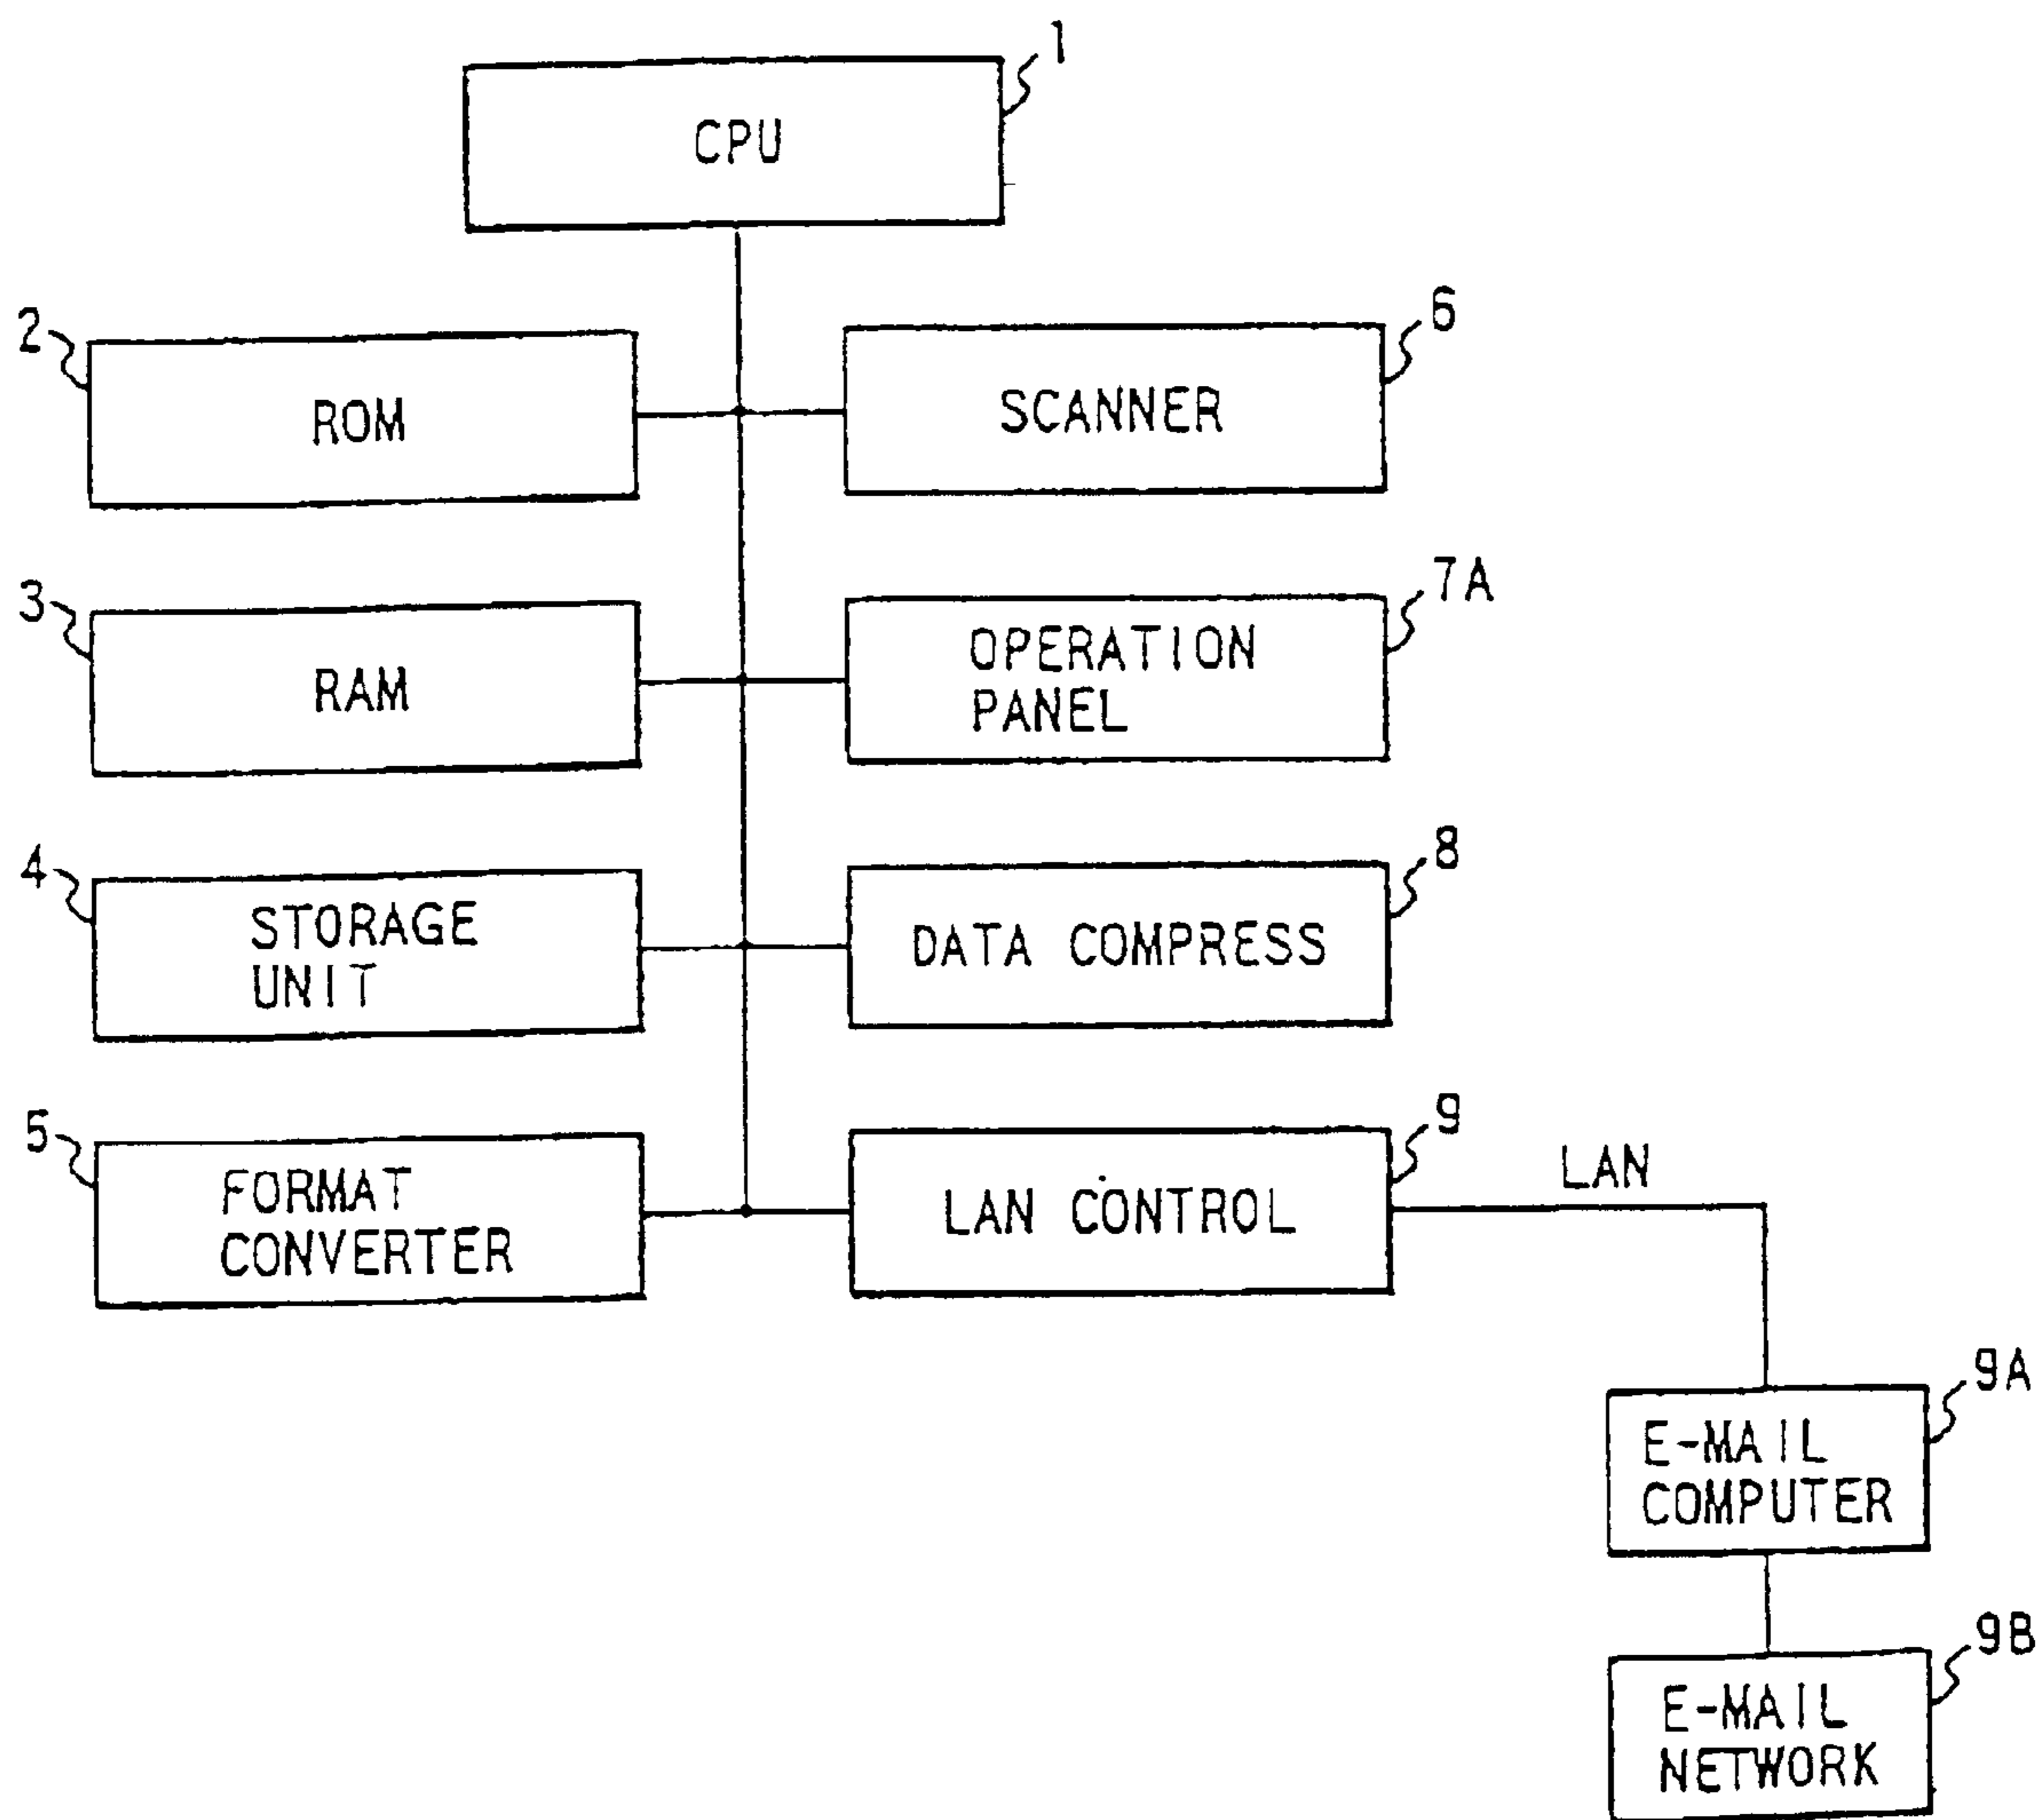 1
CPU
2
ROM
6
SCANNER
3
RAM
7A
OPERATION
PANEL
4
STORAGE
UNIT
8
DATA COMPRESS
5
FORMAT
CONVERTER
9
LAN CONTROL
LAN
9A
E-MAIL
COMPUTER
9B
E-MAIL
NETWORK